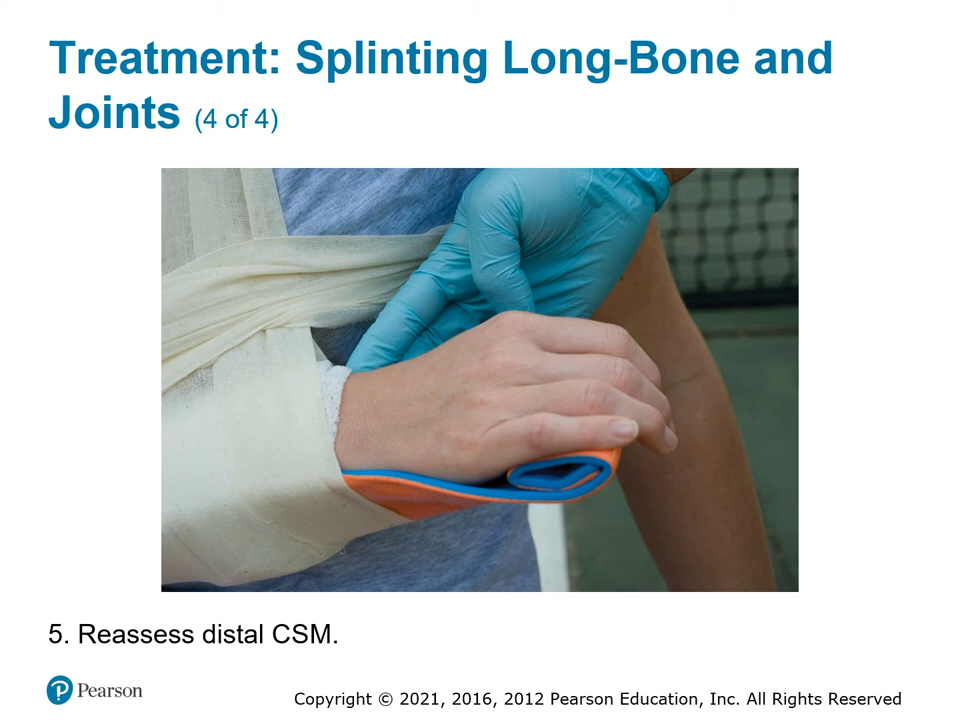 Treatment: Splinting Long-Bone and
Joints (4 of 4)
5. Reassess distal CSM.
Pearson
Copyright © 2021, 2016, 2012 Pearson Education, Inc. All Rights Reserved